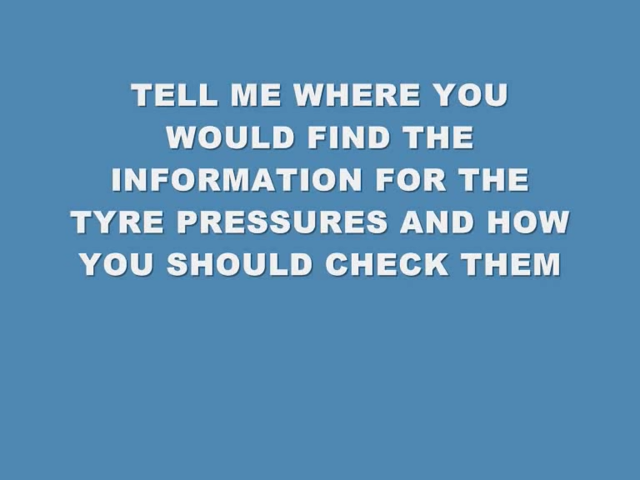 TELL ME WHERE YOU
WOULD FIND THE
INFORMATION FOR THE
TYRE PRESSURES AND HOW
YOU SHOULD CHECK THEM